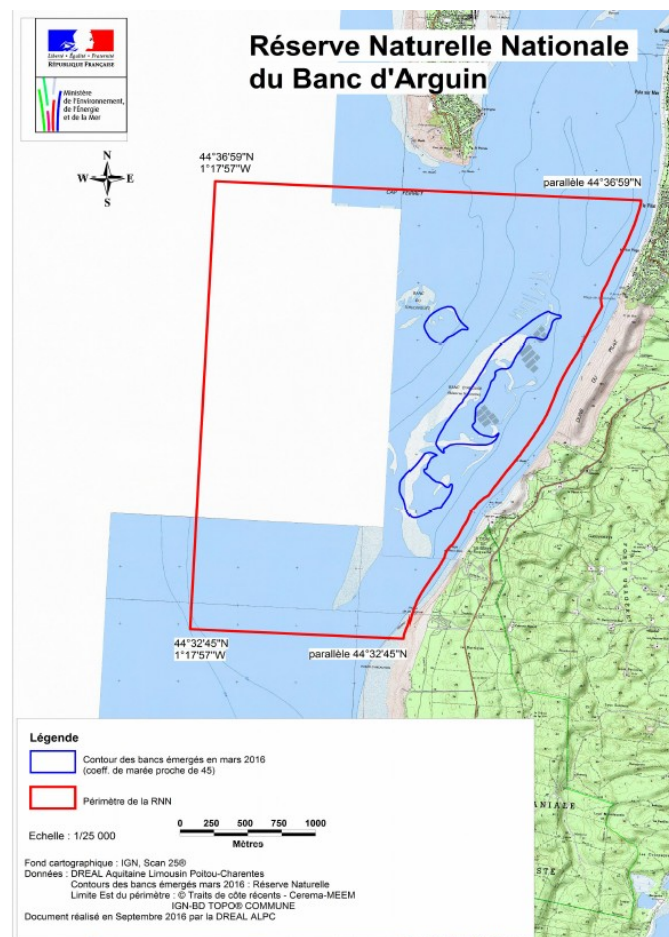 Réserve Naturelle Nationale
du Banc d'Arguin
Liberté • Égalité • Fraternité
RÉPUBLIQUE FRANÇAISE
Ministère
de l'Environnement,
de l'Énergie
et de la Mer
N
W E
S
44°36'59"N
1°17'57"W
parallèle 44°36'59"N
CAP FERRET
BANC D'ARGUIN
DUNE DU PILAT
44°32'45"N
1°17'57"W
parallèle 44°32'45"N
Légende
Contour des bancs émergés en mars 2016
(coeff. de marée proche de 45)
Périmètre de la RNN
Echelle : 1/25 000
0 250 500 750 1000
Mètres
Fond cartographique : IGN, Scan 25®
Données : DREAL Aquitaine Limousin Poitou-Charentes
Contours des bancs émergés mars 2016 : Réserve Naturelle
Limite Est du périmètre : © Traits de côte récents - Cerema-MEEM
IGN-BD TOPO® COMMUNE
Document réalisé en Septembre 2016 par la DREAL ALPC